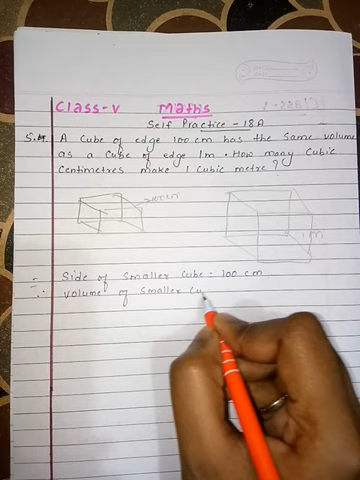 Class-V Maths
Self Practice - 18A
S.4. A Cube of edge 100 cm has the same volume
as a cube of edge 1m. How many Cubic
Centimetres make 1 Cubic metre?
100 cm
1m
∴ Side of Smaller Cube = 100 cm
∵ Volume of Smaller Cu